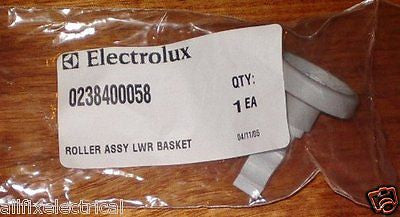 Electrolux
0238400058
QTY:
1 EA
04/11/05
ROLLER ASSY LWR BASKET
allfixelectrical